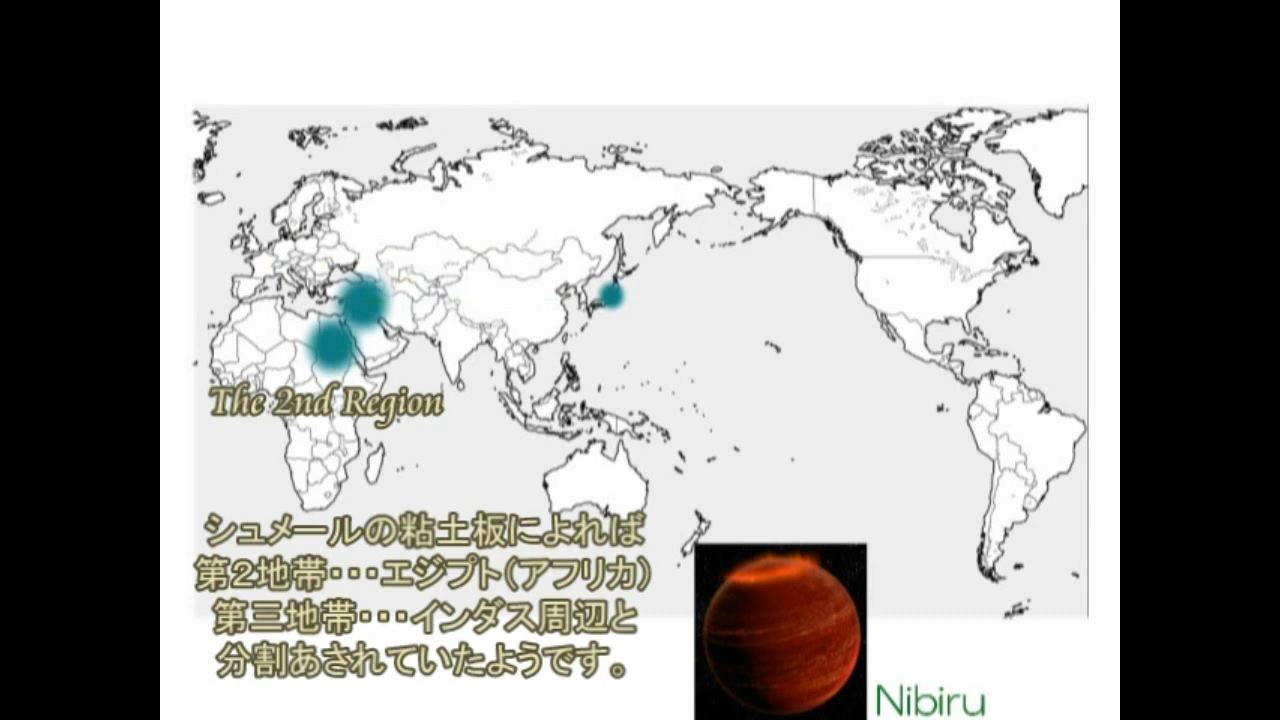 The 2nd Region
シュメールの粘土板によれば
第２地帯・・・エジプト（アフリカ）
第三地帯・・・インダス周辺と
分割あされていたようです。
Nibiru